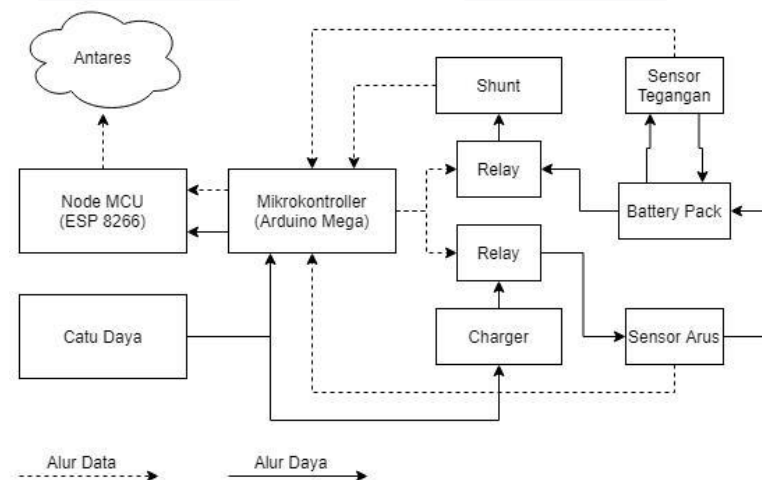 Antares
Shunt
Sensor
Tegangan
Node MCU
(ESP 8266)
Mikrokontroller
(Arduino Mega)
Relay
Battery Pack
Relay
Catu Daya
Charger
Sensor Arus
Alur Data
Alur Daya